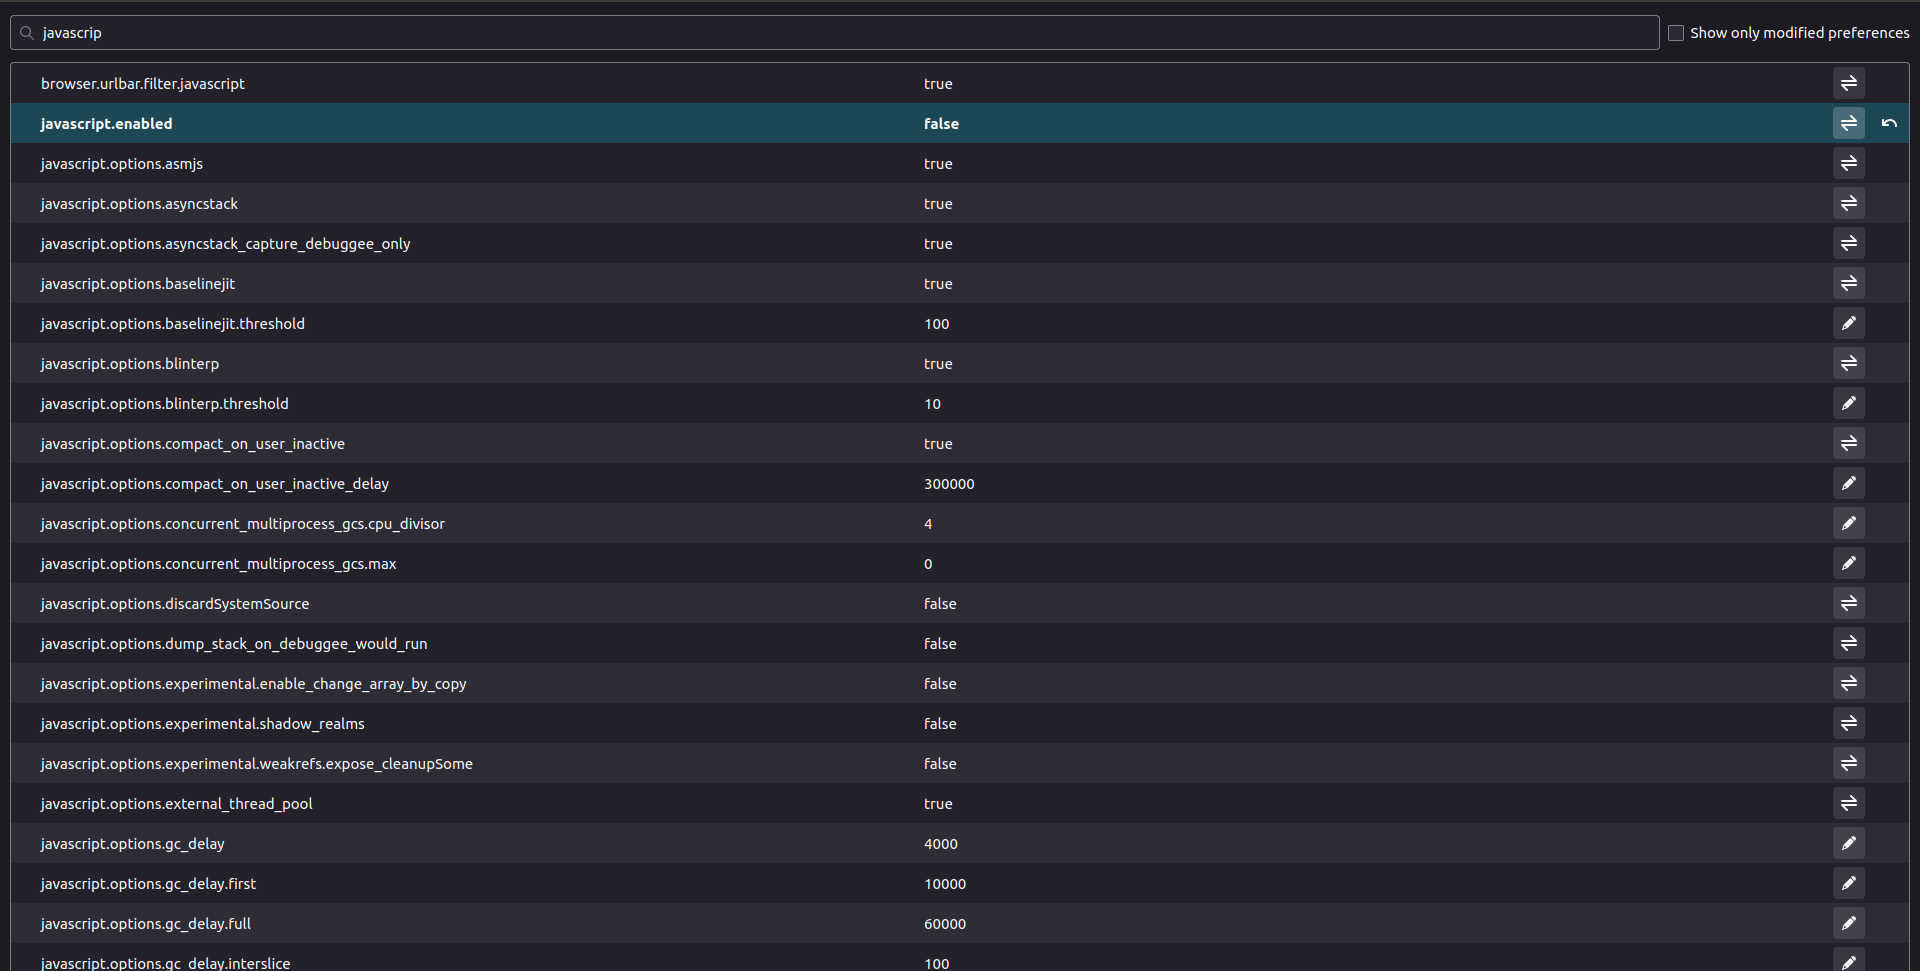 javascrip
Show only modified preferences
browser.urlbar.filter.javascript true
javascript.enabled false
javascript.options.asmjs true
javascript.options.asyncstack true
javascript.options.asyncstack_capture_debuggee_only true
javascript.options.baselinejit true
javascript.options.baselinejit.threshold 100
javascript.options.blinterp true
javascript.options.blinterp.threshold 10
javascript.options.compact_on_user_inactive true
javascript.options.compact_on_user_inactive_delay 300000
javascript.options.concurrent_multiprocess_gcs.cpu_divisor 4
javascript.options.concurrent_multiprocess_gcs.max 0
javascript.options.discardSystemSource false
javascript.options.dump_stack_on_debuggee_would_run false
javascript.options.experimental.enable_change_array_by_copy false
javascript.options.experimental.shadow_realms false
javascript.options.experimental.weakrefs.expose_cleanupSome false
javascript.options.external_thread_pool true
javascript.options.gc_delay 4000
javascript.options.gc_delay.first 10000
javascript.options.gc_delay.full 60000
javascript.options.gc_delay.interslice 100